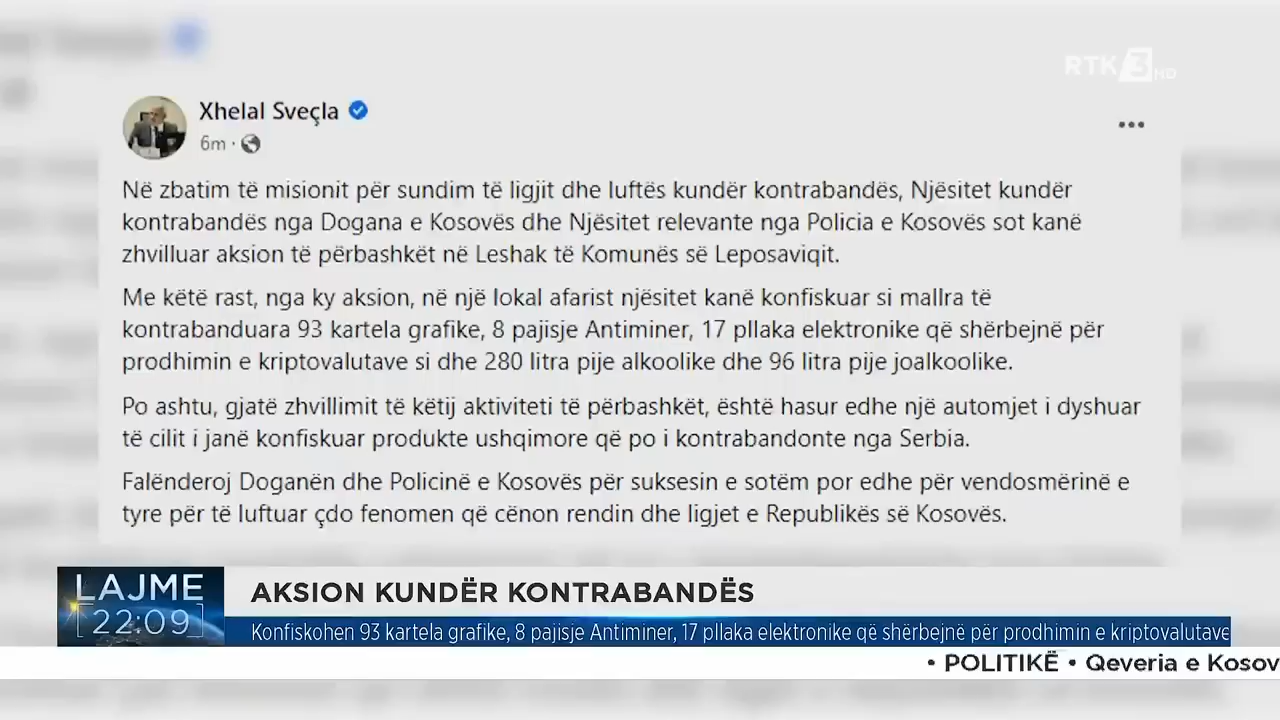 RTK 3 HD
Xhelal Sveçla
6m ·
Në zbatim të misionit për sundim të ligjit dhe luftës kundër kontrabandës, Njësitet kundër
kontrabandës nga Dogana e Kosovës dhe Njësitet relevante nga Policia e Kosovës sot kanë
zhvilluar aksion të përbashkët në Leshak të Komunës së Leposaviqit.
Me këtë rast, nga ky aksion, në një lokal afarist njësitet kanë konfiskuar si mallra të
kontrabanduara 93 kartela grafike, 8 pajisje Antiminer, 17 pllaka elektronike që shërbejnë për
prodhimin e kriptovalutave si dhe 280 litra pije alkoolike dhe 96 litra pije joalkoolike.
Po ashtu, gjatë zhvillimit të këtij aktiviteti të përbashkët, është hasur edhe një automjet i dyshuar
të cilit i janë konfiskuar produkte ushqimore që po i kontrabandonte nga Serbia.
Falënderoj Doganën dhe Policinë e Kosovës për suksesin e sotëm por edhe për vendosmërinë e
tyre për të luftuar çdo fenomen që cënon rendin dhe ligjet e Republikës së Kosovës.
LAJME
22:09
AKSION KUNDËR KONTRABANDËS
Konfiskohen 93 kartela grafike, 8 pajisje Antiminer, 17 pllaka elektronike që shërbejnë për prodhimin e kriptovalutave
• POLITIKË • Qeveria e Kosov